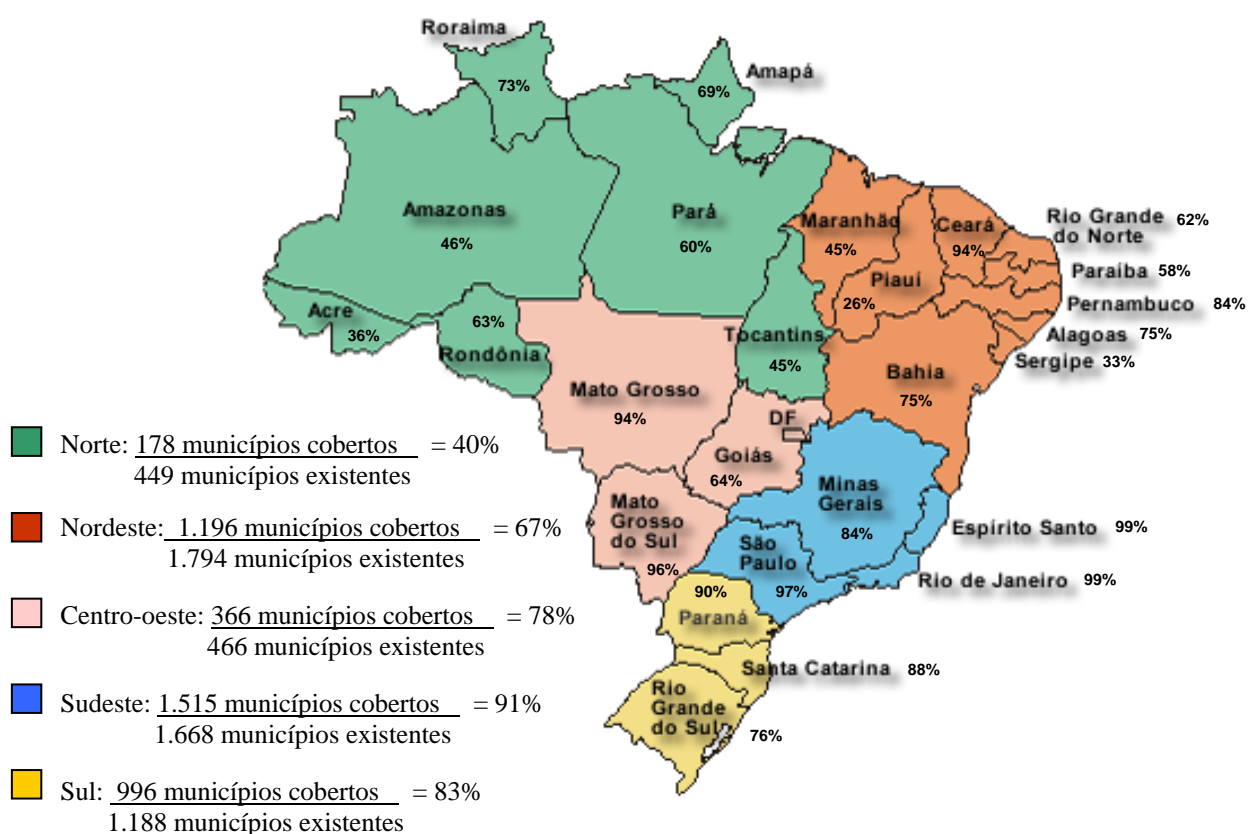 Roraima
73%
Amapá
69%
Amazonas
46%
Pará
60%
Maranhão
45%
Ceará
94%
Rio Grande
do Norte 62%
Paraiba 58%
Piauí
26%
Pernambuco 84%
Acre
36%
63%
Rondônia
Tocantins
45%
Alagoas 75%
Sergipe 33%
Bahia
75%
Mato Grosso
94%
DF
Goiás
64%
Minas
Gerais
84%
Mato
Grosso
do Sul
96%
Espírito Santo 99%
São
Paulo
97%
Rio de Janeiro 99%
90%
Paraná
Santa Catarina 88%
Rio
Grande
do Sul
76%
Norte: 178 municípios cobertos = 40%
449 municípios existentes
Nordeste: 1.196 municípios cobertos = 67%
1.794 municípios existentes
Centro-oeste: 366 municípios cobertos = 78%
466 municípios existentes
Sudeste: 1.515 municípios cobertos = 91%
1.668 municípios existentes
Sul: 996 municípios cobertos = 83%
1.188 municípios existentes